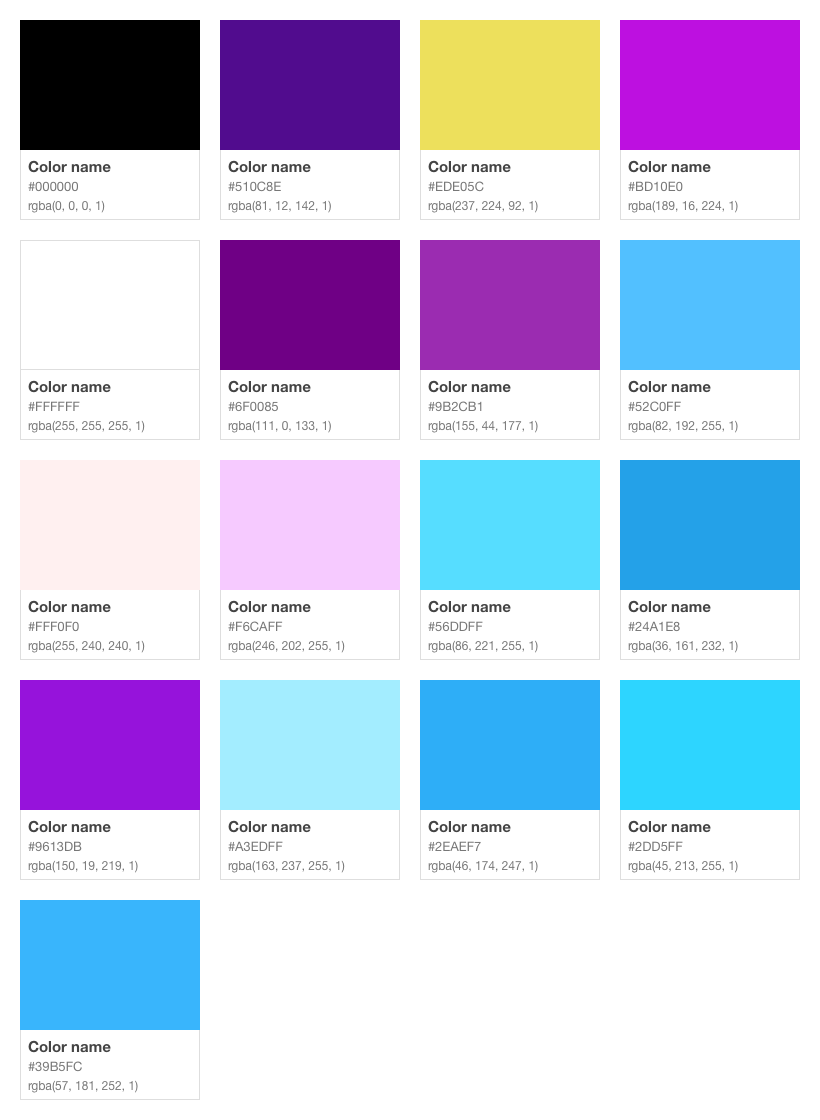 Color name
#000000
rgba(0, 0, 0, 1)
Color name
#510C8E
rgba(81, 12, 142, 1)
Color name
#EDE05C
rgba(237, 224, 92, 1)
Color name
#BD10E0
rgba(189, 16, 224, 1)
Color name
#FFFFFF
rgba(255, 255, 255, 1)
Color name
#6F0085
rgba(111, 0, 133, 1)
Color name
#9B2CB1
rgba(155, 44, 177, 1)
Color name
#52C0FF
rgba(82, 192, 255, 1)
Color name
#FFF0F0
rgba(255, 240, 240, 1)
Color name
#F6CAFF
rgba(246, 202, 255, 1)
Color name
#56DDFF
rgba(86, 221, 255, 1)
Color name
#24A1E8
rgba(36, 161, 232, 1)
Color name
#9613DB
rgba(150, 19, 219, 1)
Color name
#A3EDFF
rgba(163, 237, 255, 1)
Color name
#2EAEF7
rgba(46, 174, 247, 1)
Color name
#2DD5FF
rgba(45, 213, 255, 1)
Color name
#39B5FC
rgba(57, 181, 252, 1)